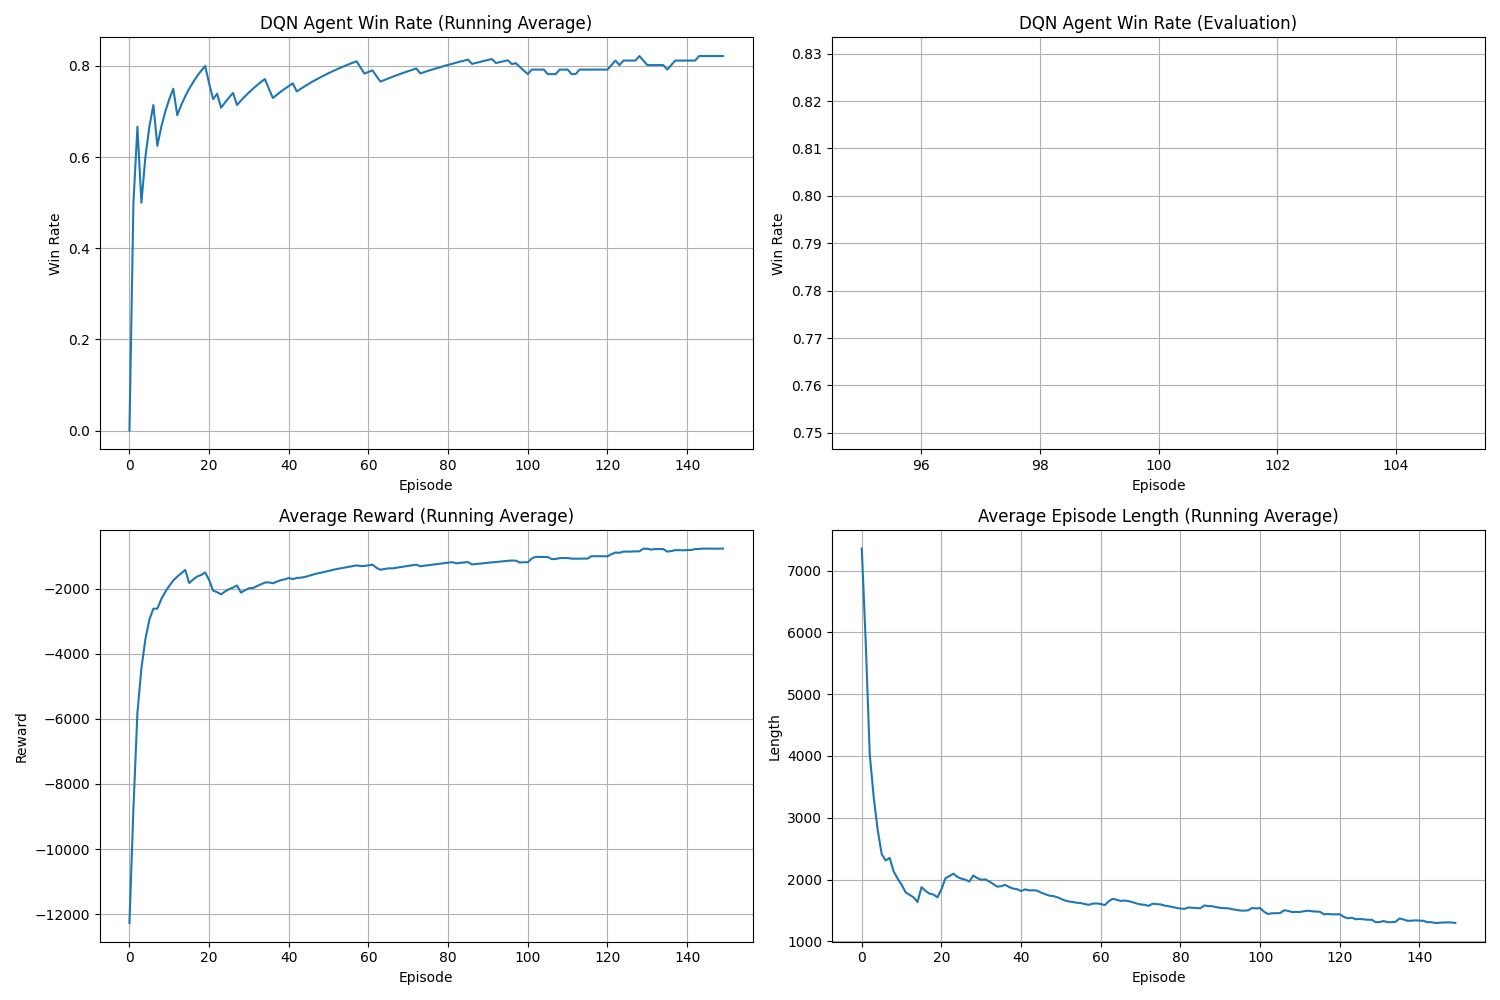 DQN Agent Win Rate (Running Average)
0.8
0.6
0.4
0.2
0.0
Win Rate
0 20 40 60 80 100 120 140
Episode
DQN Agent Win Rate (Evaluation)
0.83
0.82
0.81
0.80
0.79
0.78
0.77
0.76
0.75
Win Rate
96 98 100 102 104
Episode
Average Reward (Running Average)
−2000
−4000
−6000
−8000
−10000
−12000
Reward
0 20 40 60 80 100 120 140
Episode
Average Episode Length (Running Average)
7000
6000
5000
4000
3000
2000
1000
Length
0 20 40 60 80 100 120 140
Episode